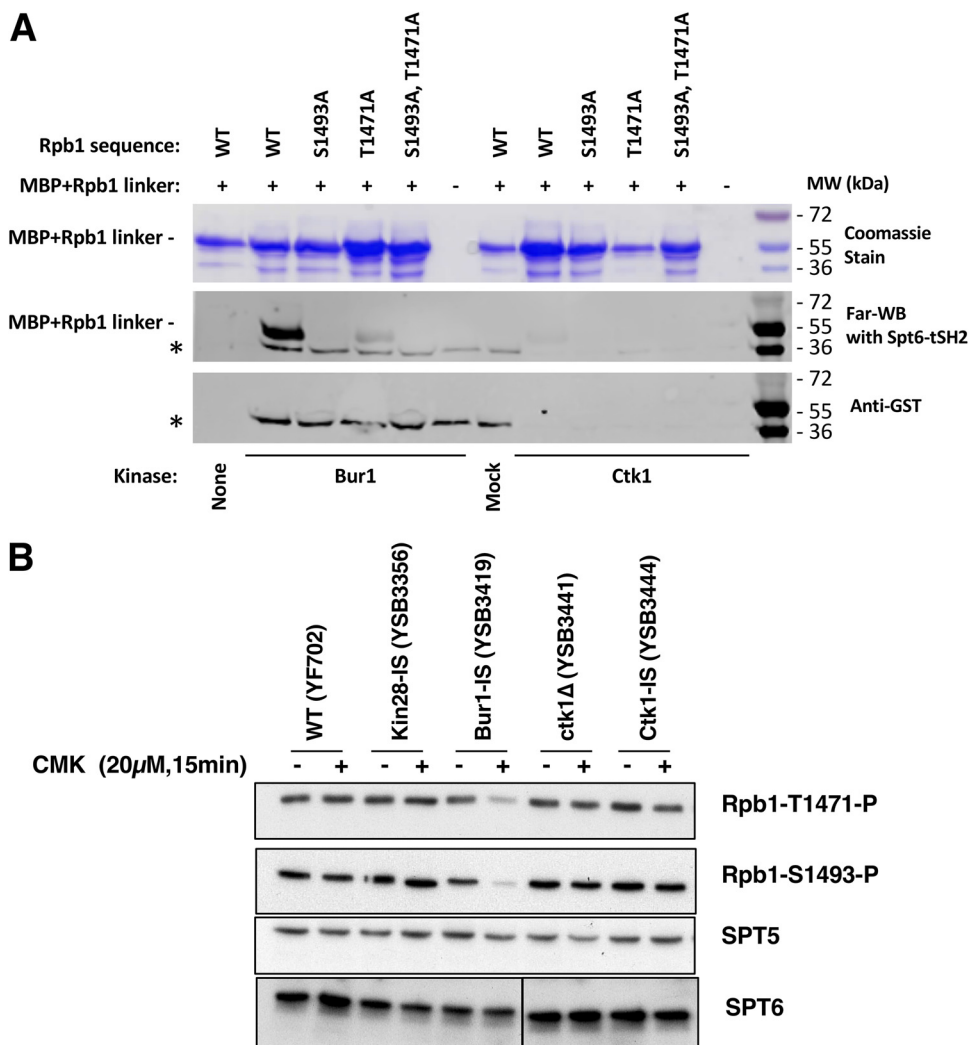 A
Rpb1 sequence: WT WT S1493A T1471A S1493A, T1471A WT WT S1493A T1471A S1493A, T1471A
MBP+Rpb1 linker: + + + + + - + + + + + - MW (kDa)
MBP+Rpb1 linker -
- 72
- 55
- 36
Coomassie
Stain
MBP+Rpb1 linker -
*
- 72
- 55
- 36
Far-WB
with Spt6-tSH2
*
- 72
- 55
- 36
Anti-GST
Kinase: None Bur1 Mock Ctk1
B
WT (YF702) Kin28-IS (YSB3356) Bur1-IS (YSB3419) ctk1Δ (YSB3441) Ctk1-IS (YSB3444)
CMK (20µM,15min) - + - + - + - + - +
Rpb1-T1471-P
Rpb1-S1493-P
SPT5
SPT6